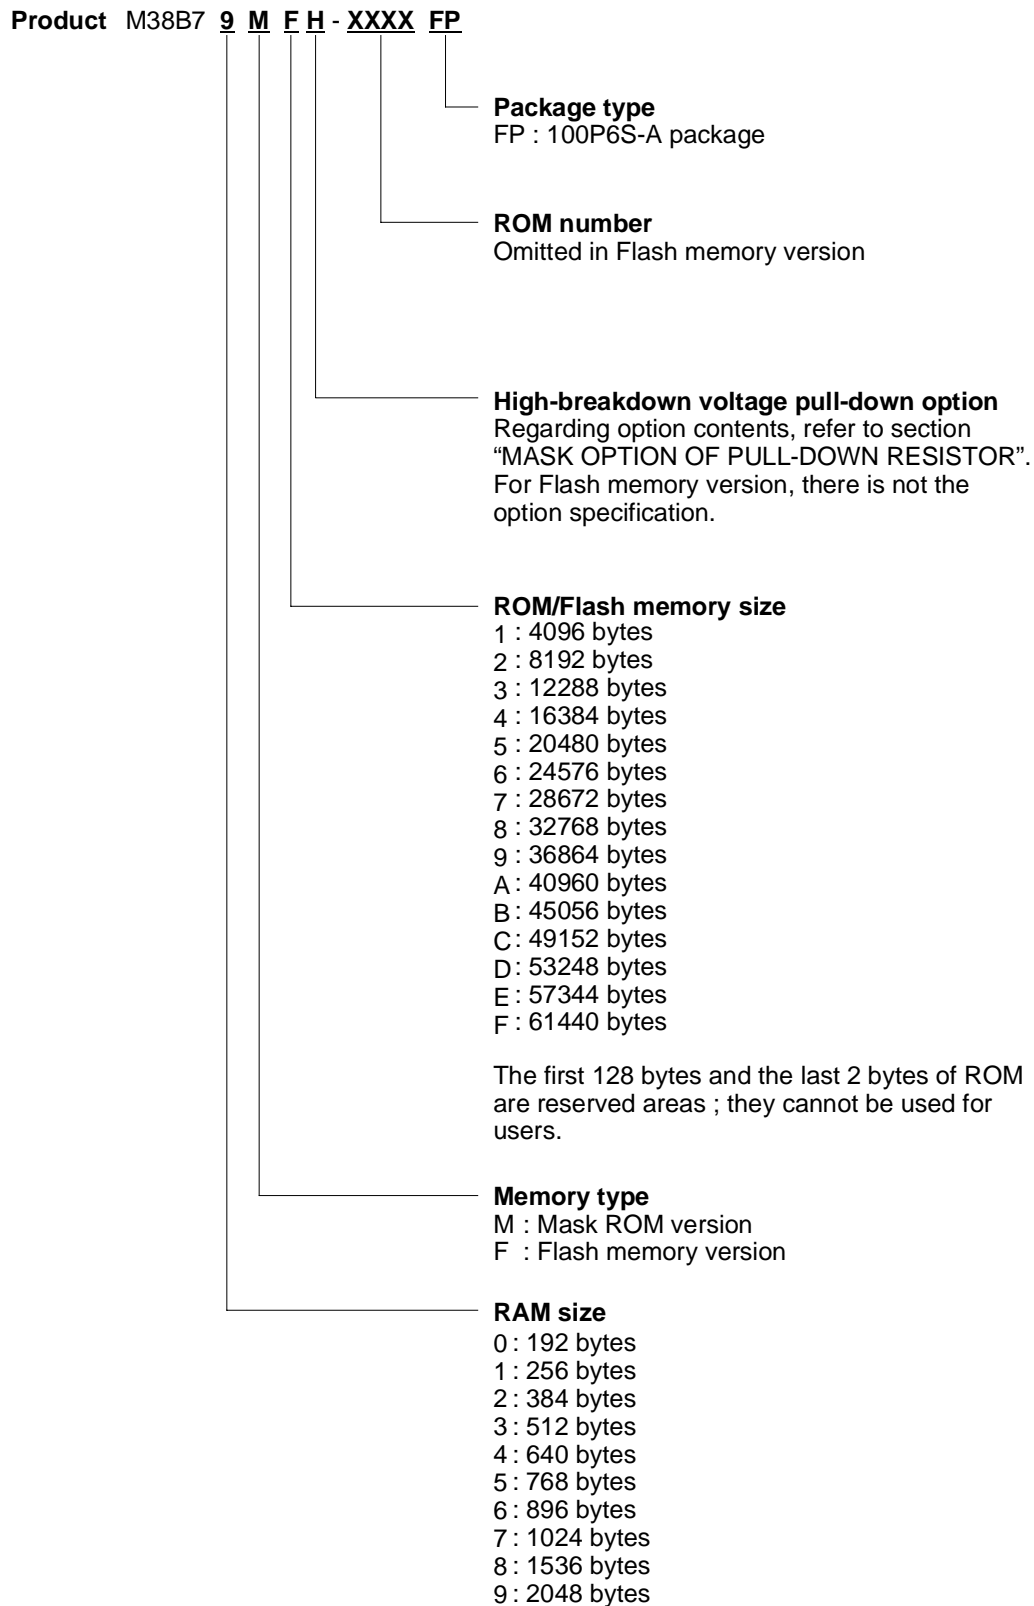 Product M38B7 9 M F H - XXXX FP
Package type
FP : 100P6S-A package
ROM number
Omitted in Flash memory version
High-breakdown voltage pull-down option
Regarding option contents, refer to section
“MASK OPTION OF PULL-DOWN RESISTOR”.
For Flash memory version, there is not the
option specification.
ROM/Flash memory size
1 : 4096 bytes
2 : 8192 bytes
3 : 12288 bytes
4 : 16384 bytes
5 : 20480 bytes
6 : 24576 bytes
7 : 28672 bytes
8 : 32768 bytes
9 : 36864 bytes
A : 40960 bytes
B : 45056 bytes
C : 49152 bytes
D : 53248 bytes
E : 57344 bytes
F : 61440 bytes
The first 128 bytes and the last 2 bytes of ROM
are reserved areas ; they cannot be used for
users.
Memory type
M : Mask ROM version
F : Flash memory version
RAM size
0 : 192 bytes
1 : 256 bytes
2 : 384 bytes
3 : 512 bytes
4 : 640 bytes
5 : 768 bytes
6 : 896 bytes
7 : 1024 bytes
8 : 1536 bytes
9 : 2048 bytes